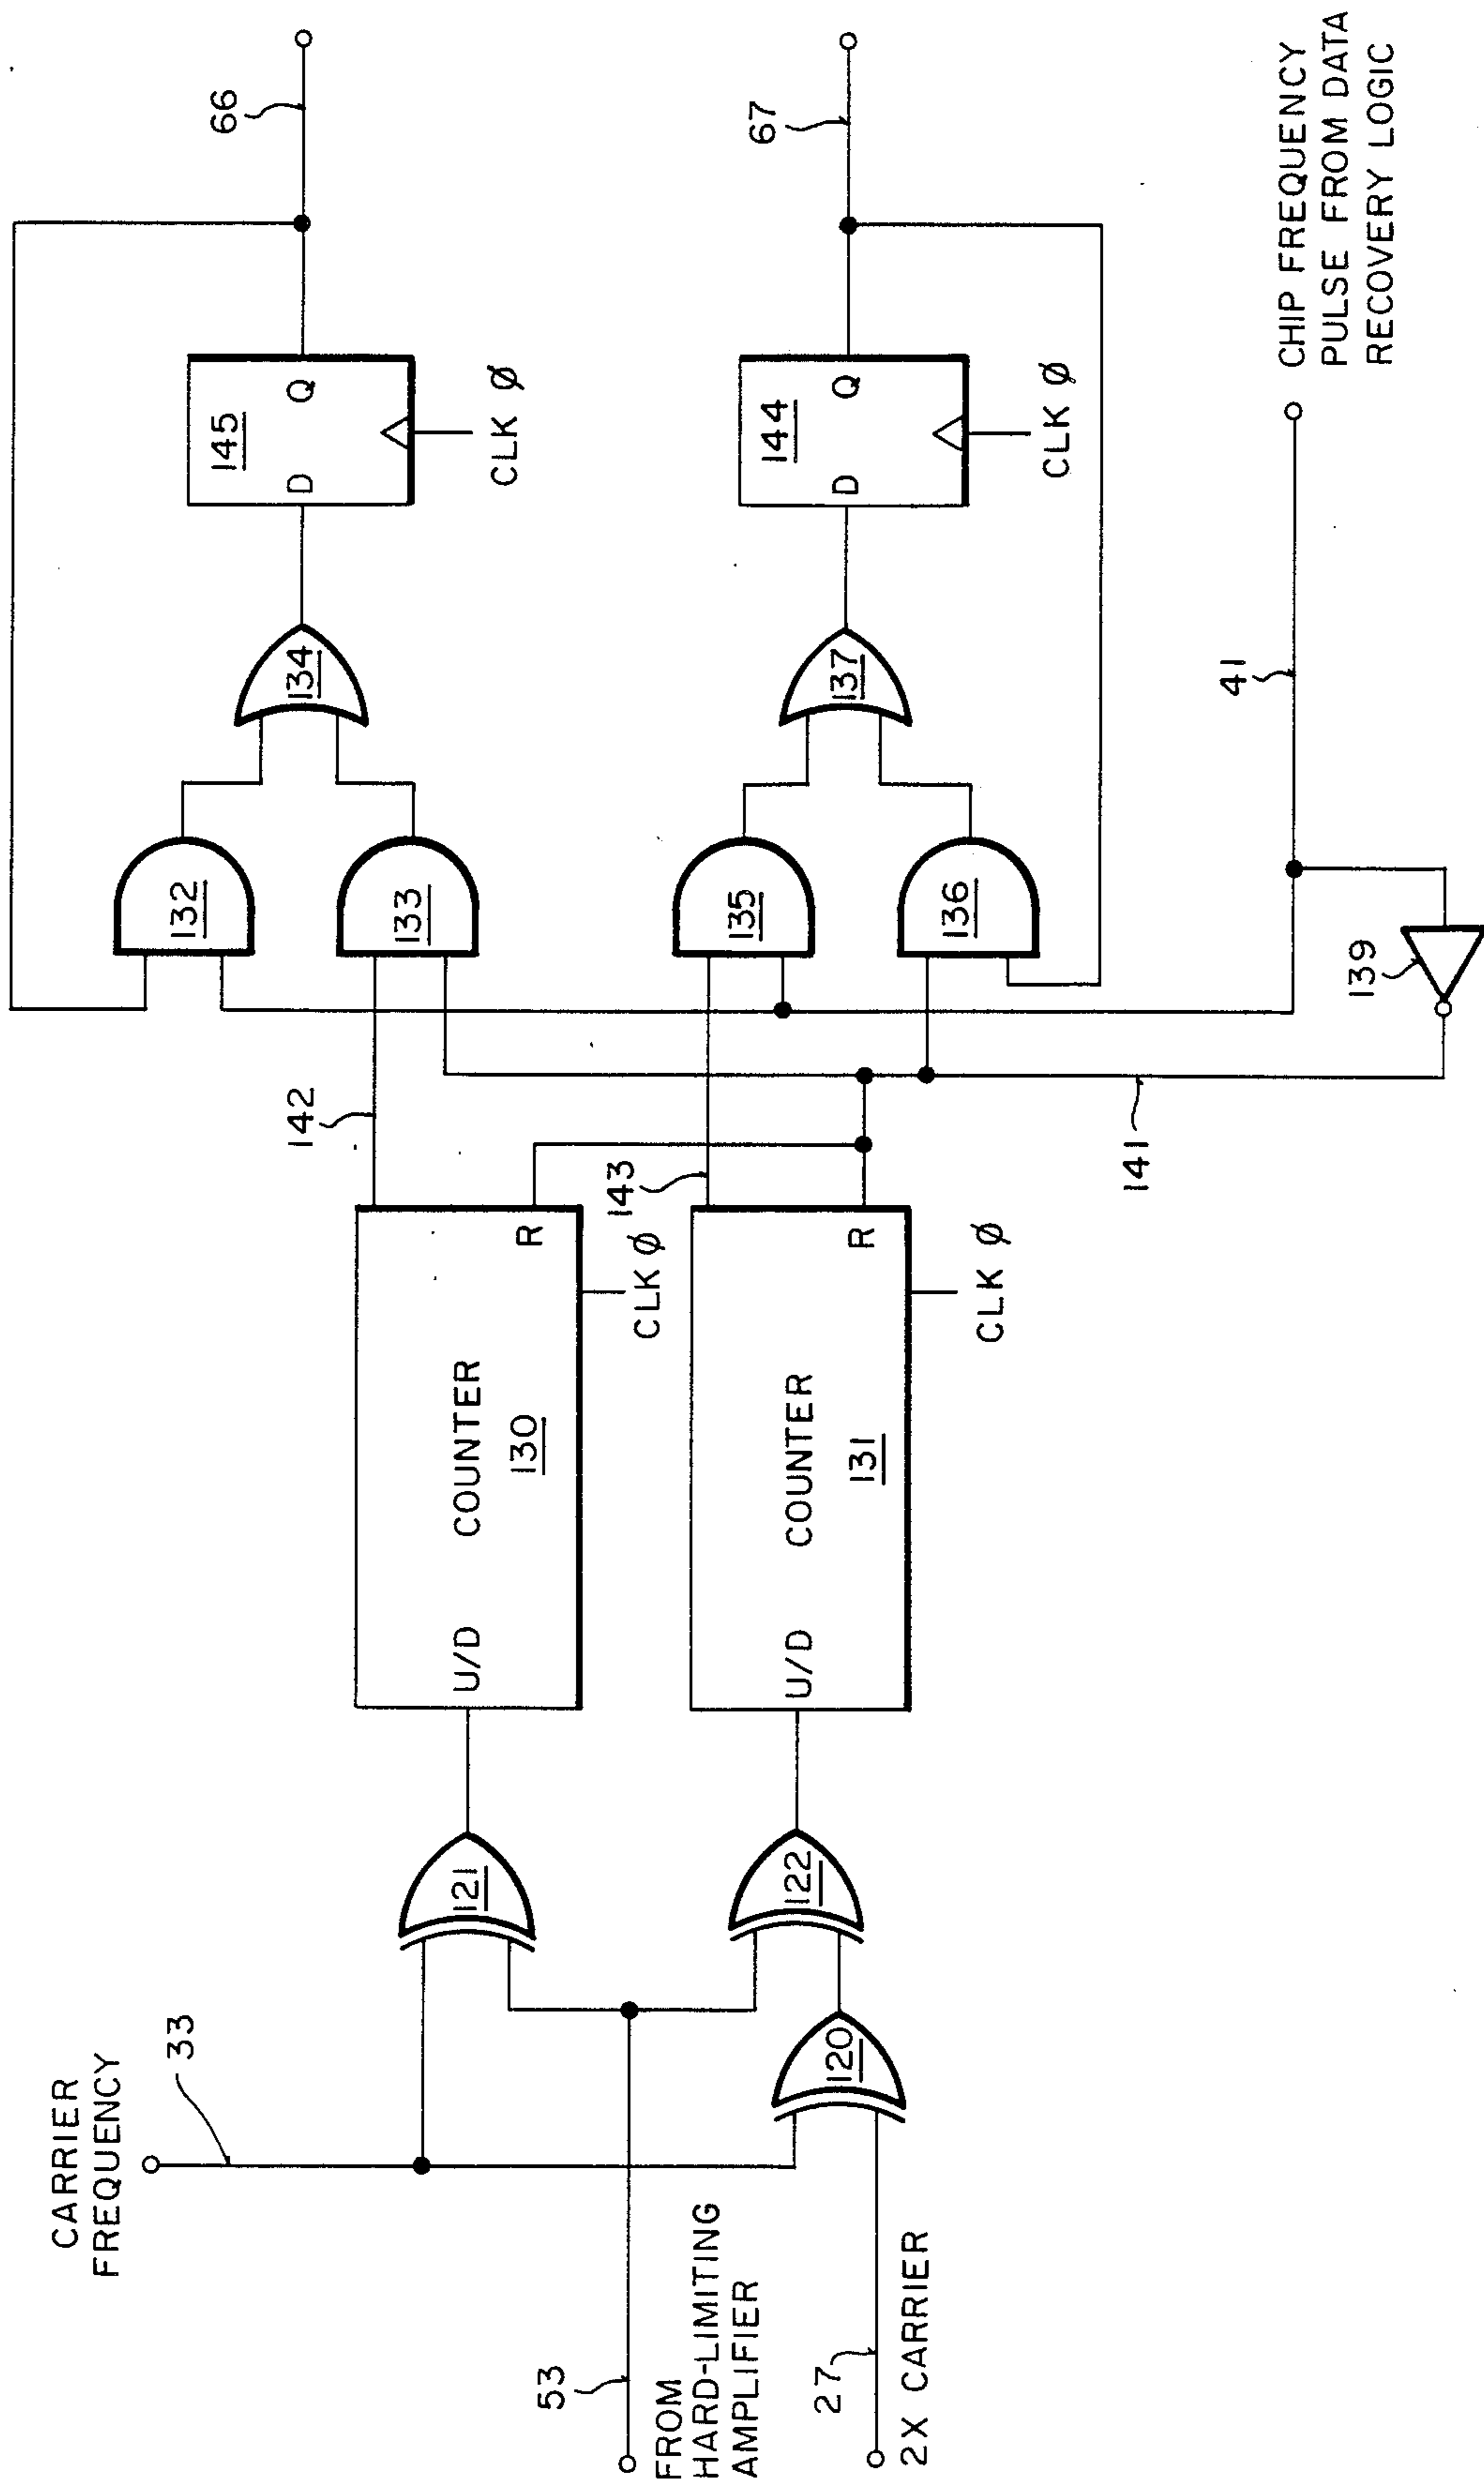 CARRIER
FREQUENCY
33
53
FROM
HARD-LIMITING
AMPLIFIER
27
2X CARRIER
120
121
122
U/D
COUNTER
130
R
CLK Ø
U/D
COUNTER
131
R
CLK Ø
142
143
141
132
133
134
135
136
137
139
D
145
Q
CLK Ø
D
144
Q
CLK Ø
66
67
41
CHIP FREQUENCY
PULSE FROM DATA
RECOVERY LOGIC